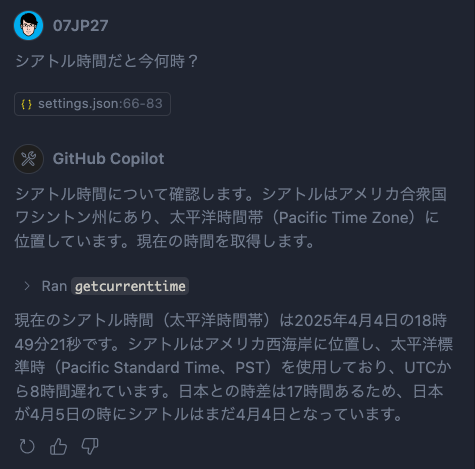 07JP27
シアトル時間だと今何時？
{} settings.json:66-83
GitHub Copilot
シアトル時間について確認します。シアトルはアメリカ合衆国
ワシントン州にあり、太平洋時間帯（Pacific Time Zone）に
位置しています。現在の時間を取得します。
Ran getcurrenttime
現在のシアトル時間（太平洋時間帯）は2025年4月4日の18時
49分21秒です。シアトルはアメリカ西海岸に位置し、太平洋標
準時（Pacific Standard Time、PST）を使用しており、UTCか
ら8時間遅れています。日本との時差は17時間あるため、日本
が4月5日の時にシアトルはまだ4月4日となっています。